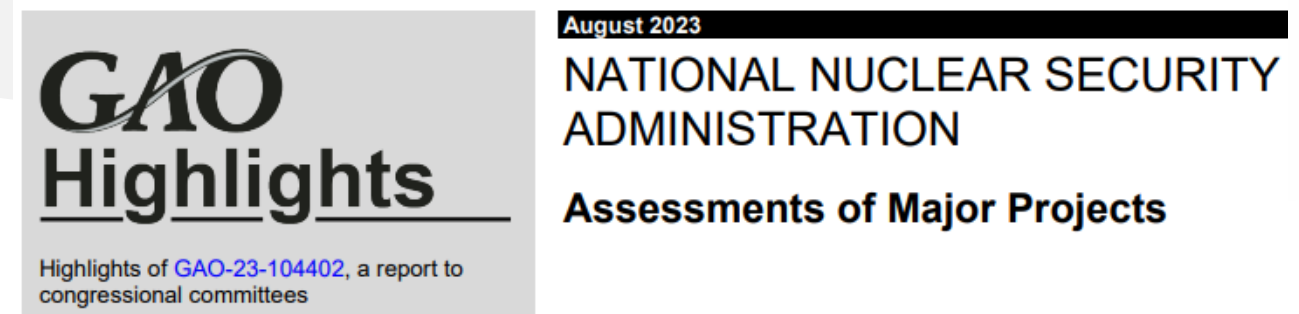 GAO
Highlights
Highlights of GAO-23-104402, a report to
congressional committees
August 2023
NATIONAL NUCLEAR SECURITY
ADMINISTRATION
Assessments of Major Projects